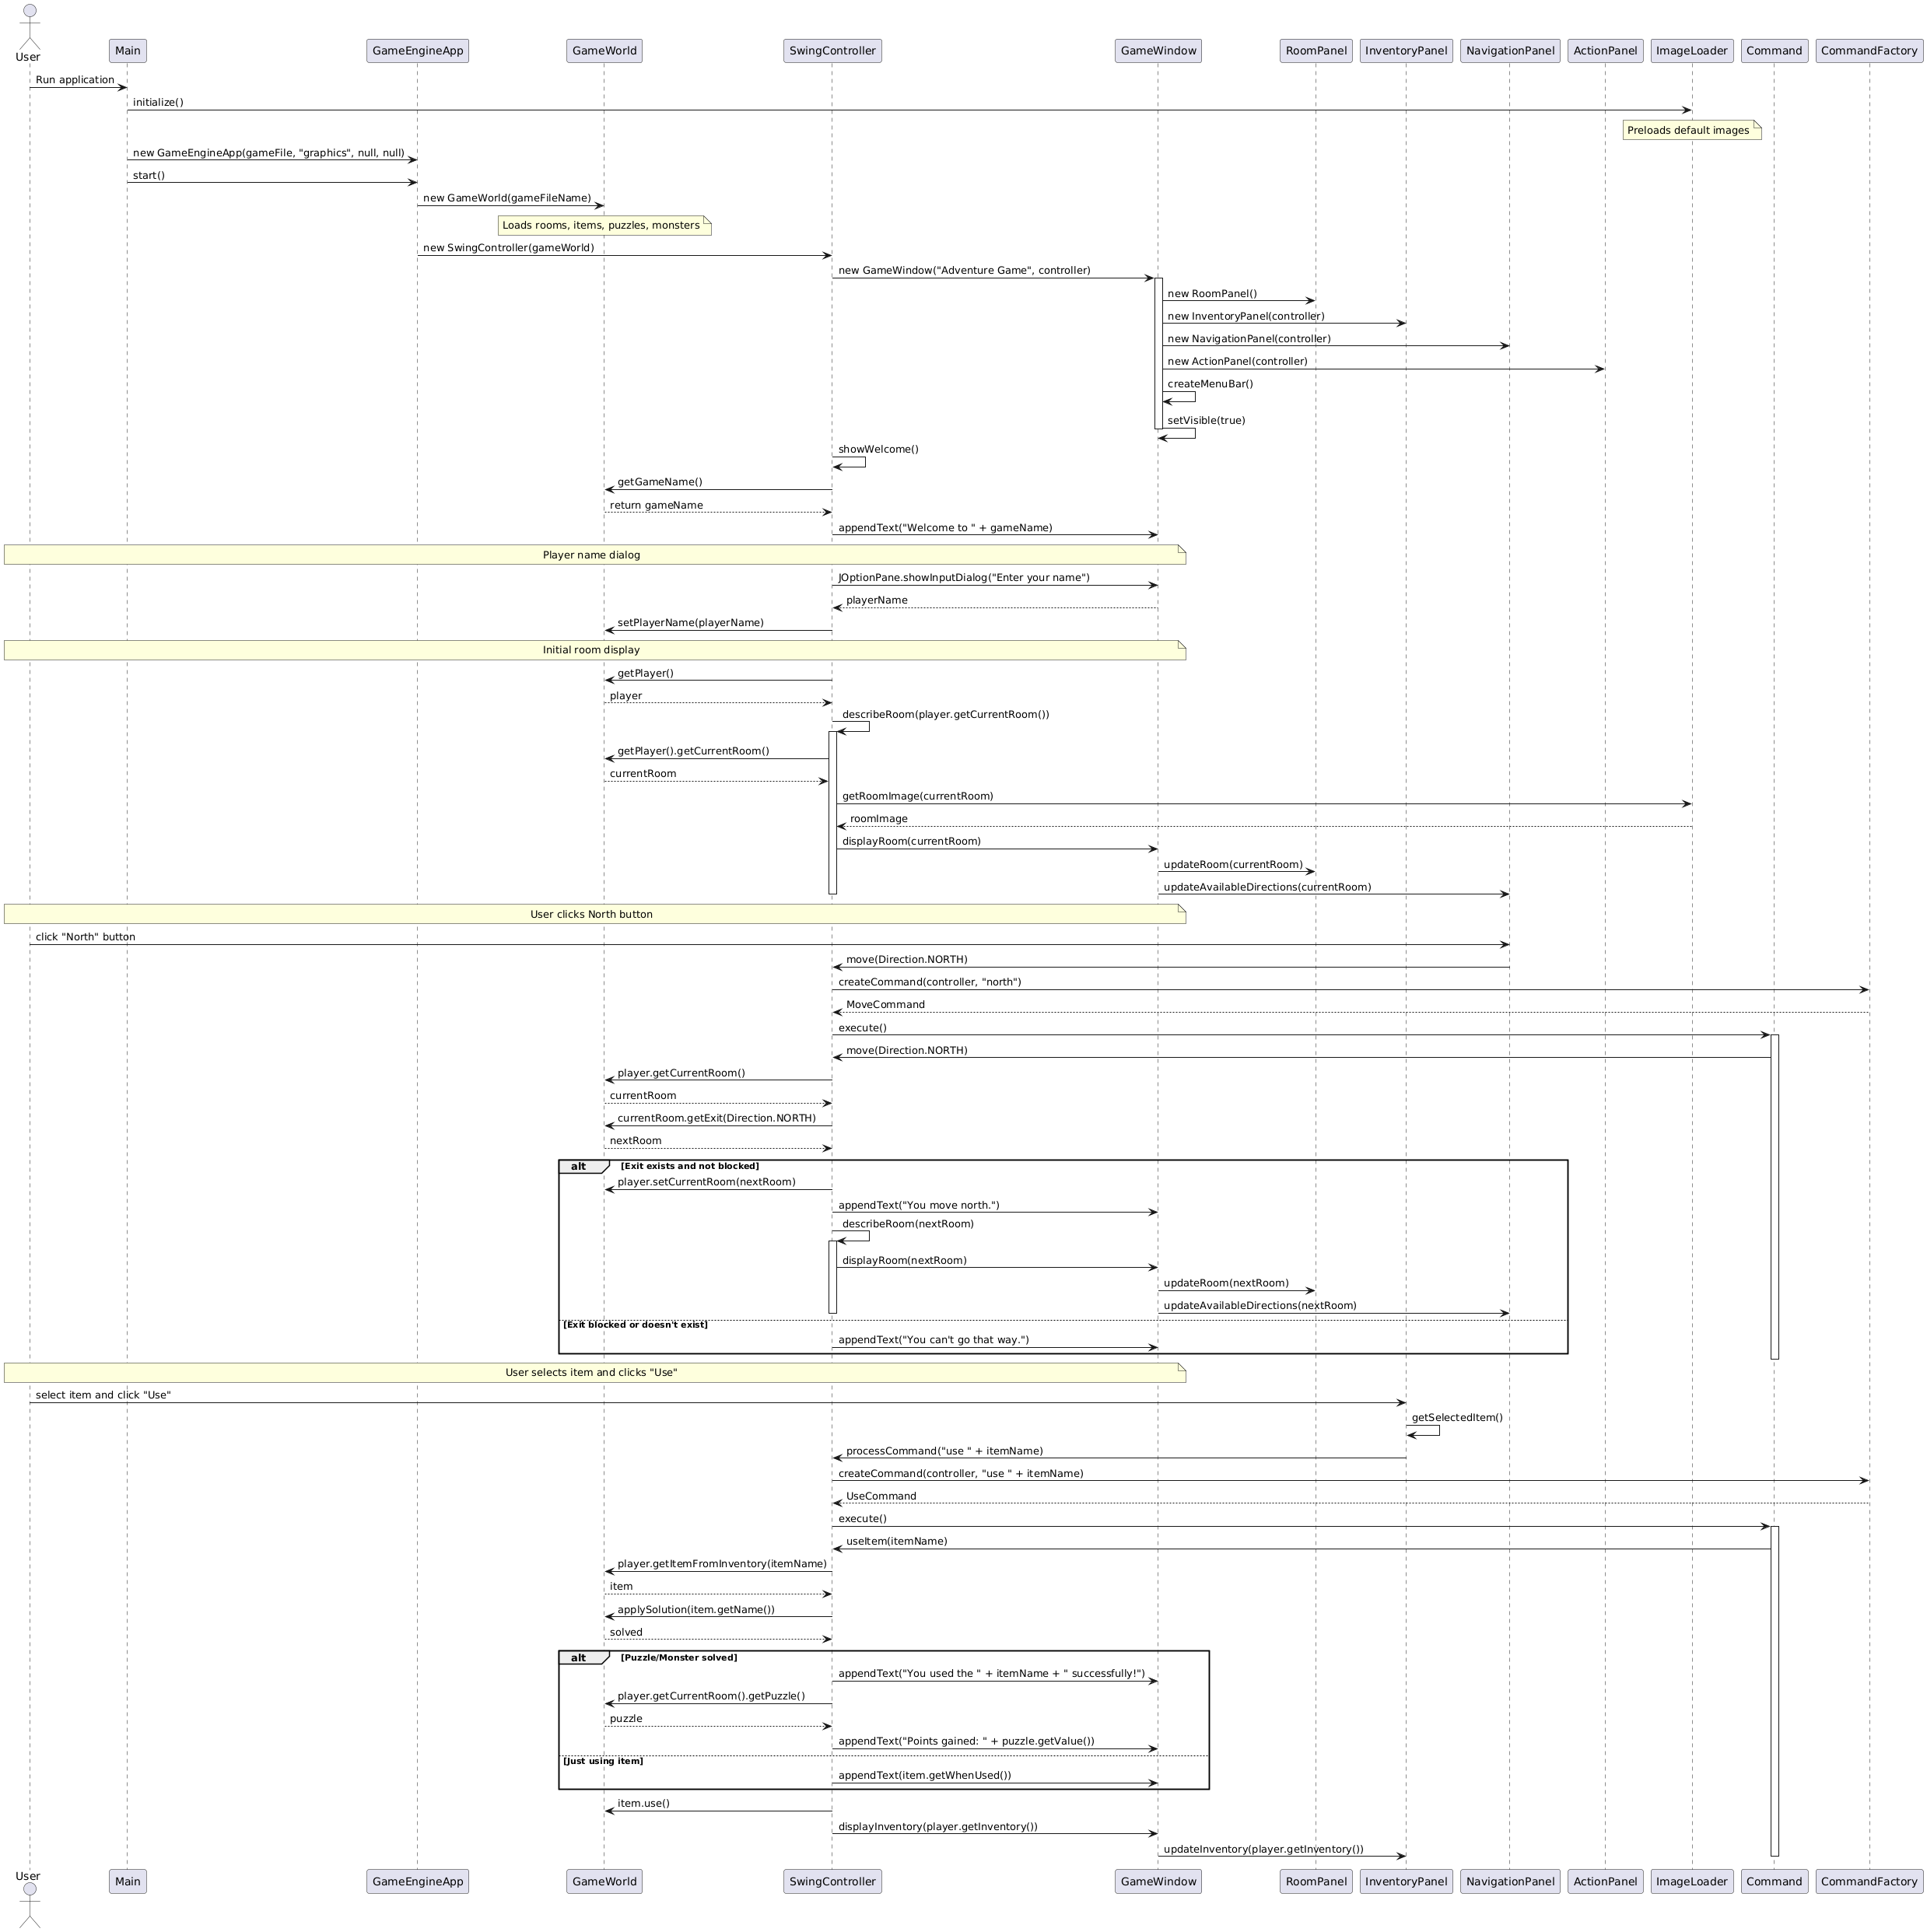 User
Main
GameEngineApp
GameWorld
SwingController
GameWindow
RoomPanel
InventoryPanel
NavigationPanel
ActionPanel
ImageLoader
Command
CommandFactory
Run application
initialize()
Preloads default images
new GameEngineApp(gameFile, "graphics", null, null)
start()
new GameWorld(gameFileName)
Loads rooms, items, puzzles, monsters
new SwingController(gameWorld)
new GameWindow("Adventure Game", controller)
new RoomPanel()
new InventoryPanel(controller)
new NavigationPanel(controller)
new ActionPanel(controller)
createMenuBar()
setVisible(true)
showWelcome()
getGameName()
return gameName
appendText("Welcome to " + gameName)
Player name dialog
JOptionPane.showInputDialog("Enter your name")
playerName
setPlayerName(playerName)
Initial room display
getPlayer()
player
describeRoom(player.getCurrentRoom())
getPlayer().getCurrentRoom()
currentRoom
getRoomImage(currentRoom)
roomImage
displayRoom(currentRoom)
updateRoom(currentRoom)
updateAvailableDirections(currentRoom)
User clicks North button
click "North" button
move(Direction.NORTH)
createCommand(controller, "north")
MoveCommand
execute()
move(Direction.NORTH)
player.getCurrentRoom()
currentRoom
currentRoom.getExit(Direction.NORTH)
nextRoom
alt [Exit exists and not blocked]
player.setCurrentRoom(nextRoom)
appendText("You move north.")
describeRoom(nextRoom)
displayRoom(nextRoom)
updateRoom(nextRoom)
updateAvailableDirections(nextRoom)
[Exit blocked or doesn't exist]
appendText("You can't go that way.")
User selects item and clicks "Use"
select item and click "Use"
getSelectedItem()
processCommand("use " + itemName)
createCommand(controller, "use " + itemName)
UseCommand
execute()
useItem(itemName)
player.getItemFromInventory(itemName)
item
applySolution(item.getName())
solved
alt [Puzzle/Monster solved]
appendText("You used the " + itemName + " successfully!")
player.getCurrentRoom().getPuzzle()
puzzle
appendText("Points gained: " + puzzle.getValue())
[Just using item]
appendText(item.getWhenUsed())
item.use()
displayInventory(player.getInventory())
updateInventory(player.getInventory())
User
Main
GameEngineApp
GameWorld
SwingController
GameWindow
RoomPanel
InventoryPanel
NavigationPanel
ActionPanel
ImageLoader
Command
CommandFactory